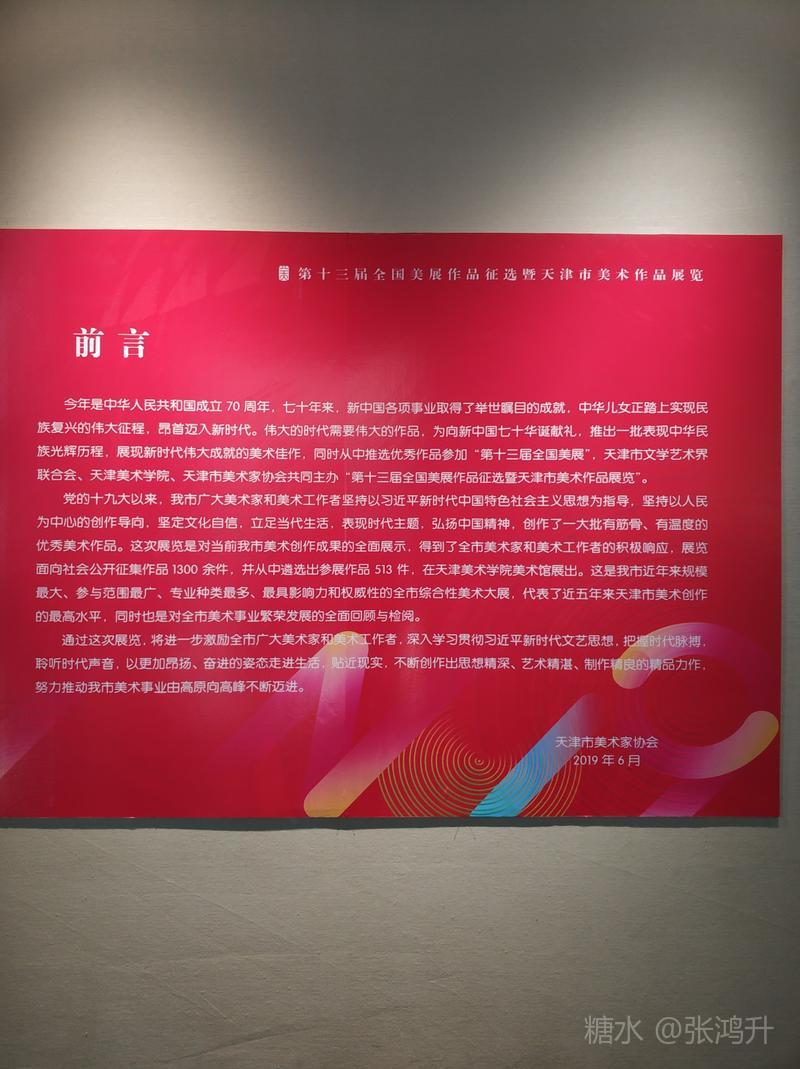 美 第十三届全国美展作品征选暨天津市美术作品展览
前言
今年是中华人民共和国成立 70 周年，七十年来，新中国各项事业取得了举世瞩目的成就，中华儿女正踏上实现民
族复兴的伟大征程，昂首迈入新时代。伟大的时代需要伟大的作品，为向新中国七十华诞献礼，推出一批表现中华民
族光辉历程，展现新时代伟大成就的美术佳作，同时从中推选优秀作品参加“第十三届全国美展”，天津市文学艺术界
联合会、天津美术学院、天津市美术家协会共同主办“第十三届全国美展作品征选暨天津市美术作品展览”。
党的十九大以来，我市广大美术家和美术工作者坚持以习近平新时代中国特色社会主义思想为指导，坚持以人民
为中心的创作导向，坚定文化自信，立足当代生活，表现时代主题，弘扬中国精神，创作了一大批有筋骨、有温度的
优秀美术作品。这次展览是对当前我市美术创作成果的全面展示，得到了全市美术家和美术工作者的积极响应，展览
面向社会公开征集作品 1300 余件，并从中遴选出参展作品 513 件，在天津美术学院美术馆展出。这是我市近年来规模
最大、参与范围最广、专业种类最多、最具影响力和权威性的全市综合性美术大展，代表了近五年来天津市美术创作
的最高水平，同时也是对全市美术事业繁荣发展的全面回顾与检阅。
通过这次展览，将进一步激励全市广大美术家和美术工作者，深入学习贯彻习近平新时代文艺思想，把握时代脉搏，
聆听时代声音，以更加昂扬、奋进的姿态走进生活，贴近现实，不断创作出思想精深、艺术精湛、制作精良的精品力作，
努力推动我市美术事业由高原向高峰不断迈进。
天津市美术家协会
2019 年 6 月
糖水 @张鸿升